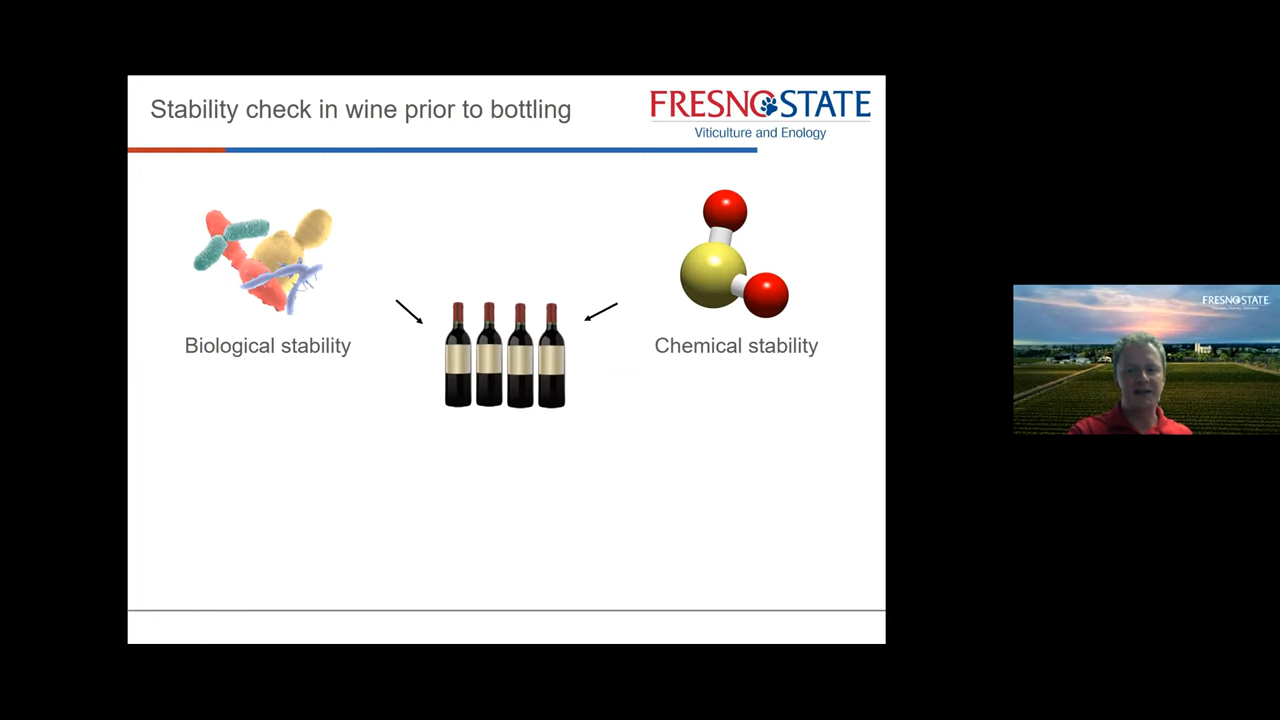 Stability check in wine prior to bottling
FRESNO STATE
Viticulture and Enology
Biological stability
Chemical stability
FRESNO STATE